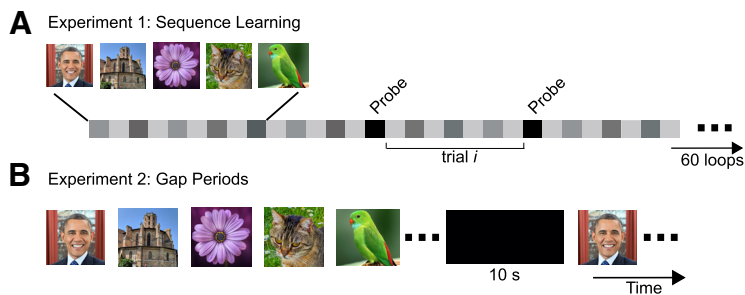 A Experiment 1: Sequence Learning
Probe
Probe
trial i
60 loops
B Experiment 2: Gap Periods
10 s
Time